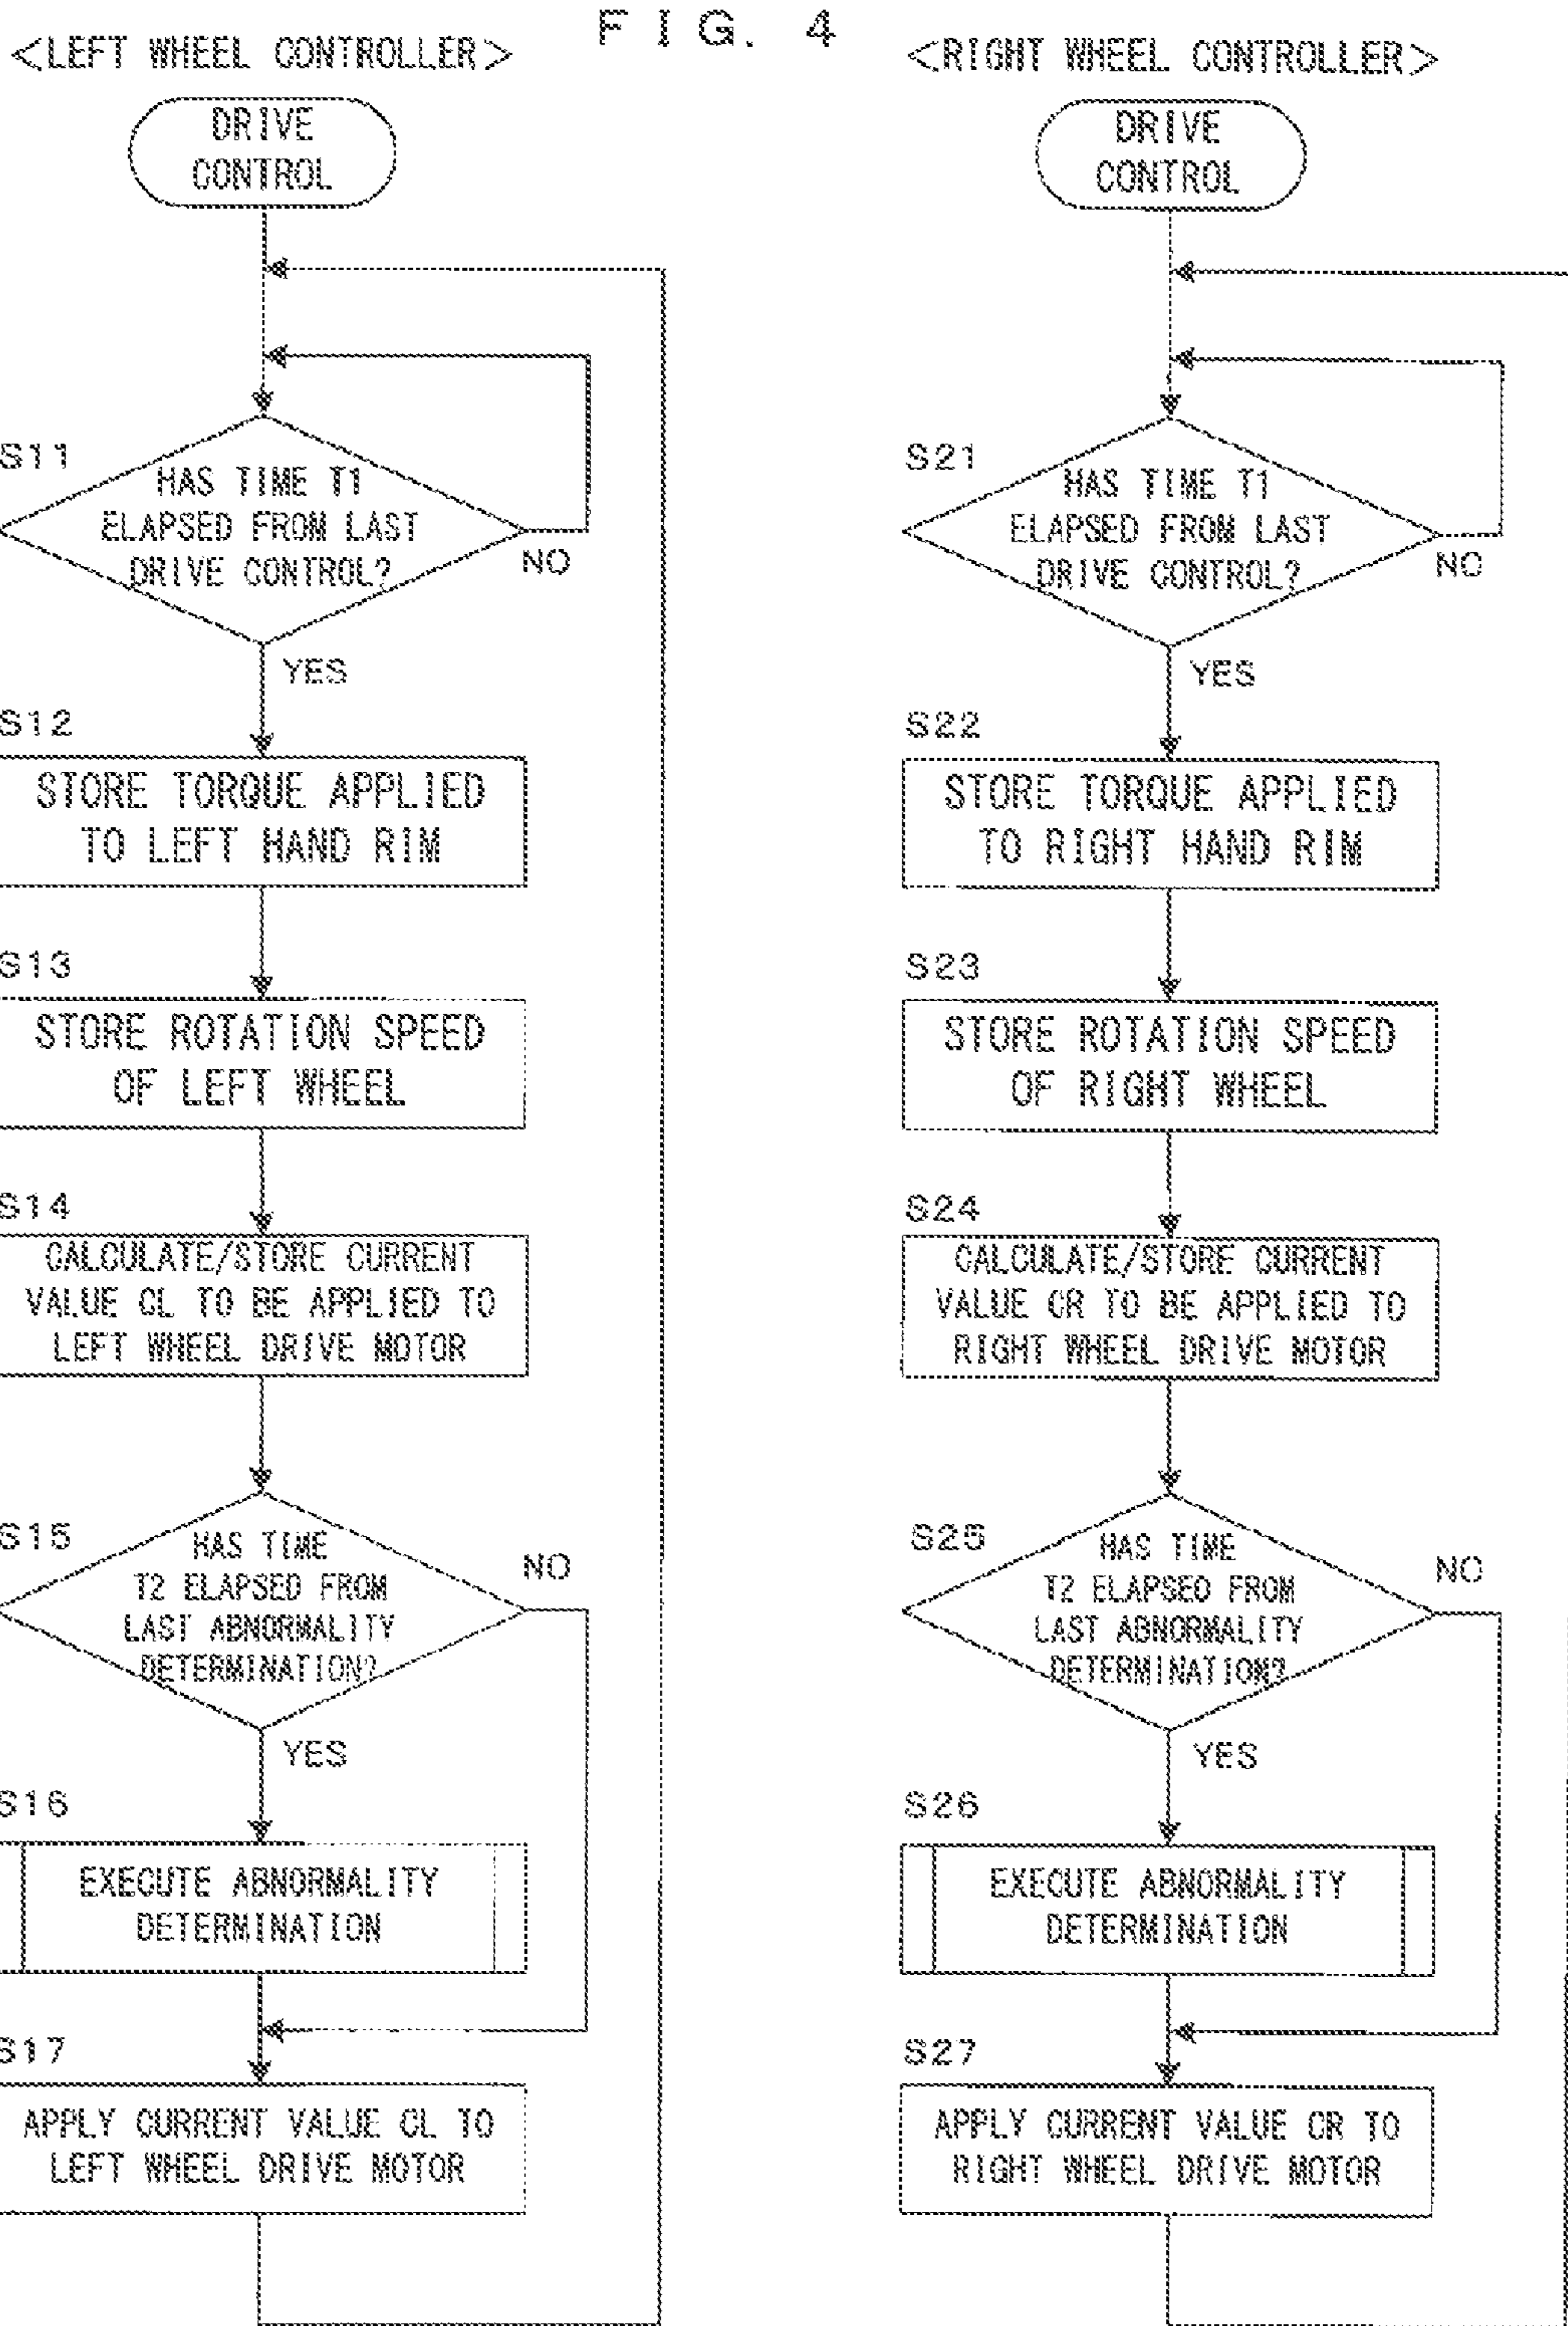 FIG. 4
<LEFT WHEEL CONTROLLER>
DRIVE
CONTROL
S11
HAS TIME T1
ELAPSED FROM LAST
DRIVE CONTROL?
NO
YES
S12
STORE TORQUE APPLIED
TO LEFT HAND RIM
S13
STORE ROTATION SPEED
OF LEFT WHEEL
S14
CALCULATE/STORE CURRENT
VALUE CL TO BE APPLIED TO
LEFT WHEEL DRIVE MOTOR
S15
HAS TIME
T2 ELAPSED FROM
LAST ABNORMALITY
DETERMINATION?
NO
YES
S16
EXECUTE ABNORMALITY
DETERMINATION
S17
APPLY CURRENT VALUE CL TO
LEFT WHEEL DRIVE MOTOR
<RIGHT WHEEL CONTROLLER>
DRIVE
CONTROL
S21
HAS TIME T1
ELAPSED FROM LAST
DRIVE CONTROL?
NO
YES
S22
STORE TORQUE APPLIED
TO RIGHT HAND RIM
S23
STORE ROTATION SPEED
OF RIGHT WHEEL
S24
CALCULATE/STORE CURRENT
VALUE CR TO BE APPLIED TO
RIGHT WHEEL DRIVE MOTOR
S25
HAS TIME
T2 ELAPSED FROM
LAST ABNORMALITY
DETERMINATION?
NO
YES
S26
EXECUTE ABNORMALITY
DETERMINATION
S27
APPLY CURRENT VALUE CR TO
RIGHT WHEEL DRIVE MOTOR